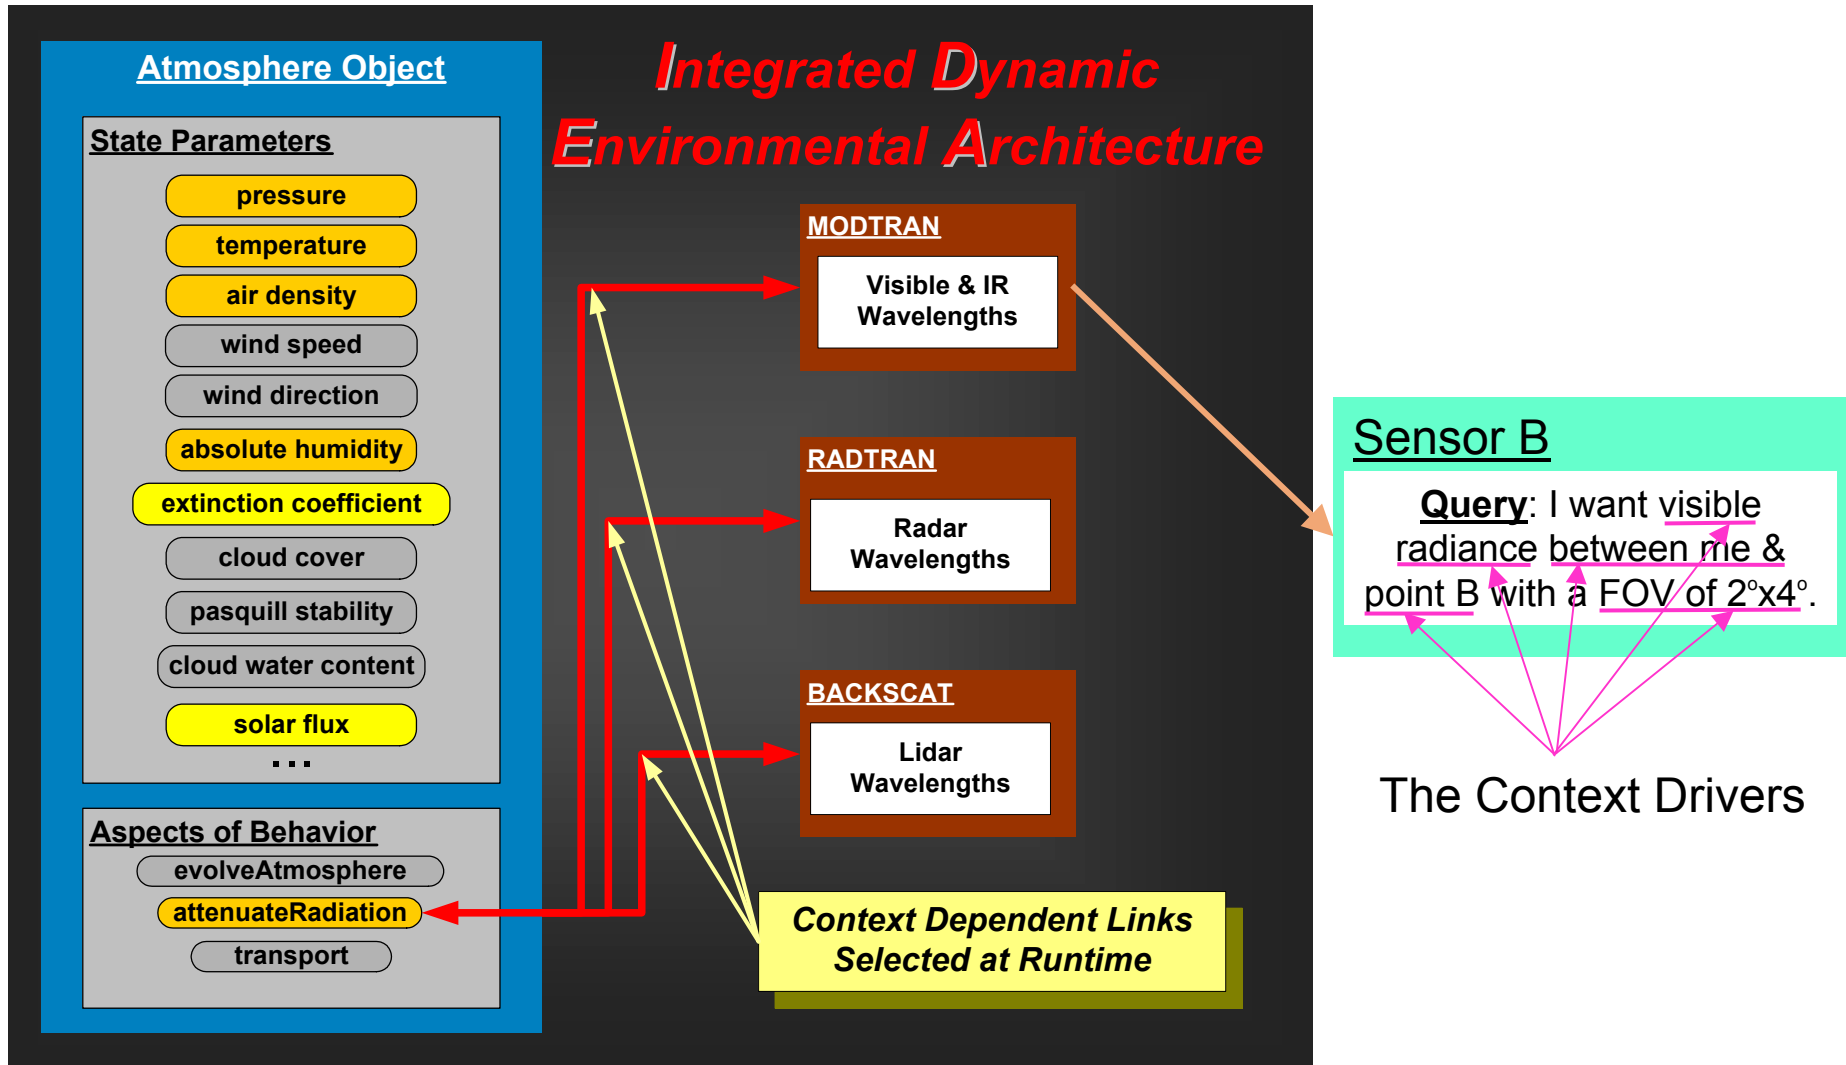 Atmosphere Object
State Parameters
pressure
temperature
air density
wind speed
wind direction
absolute humidity
extinction coefficient
cloud cover
pasquill stability
cloud water content
solar flux
...
Aspects of Behavior
evolveAtmosphere
attenuateRadiation
transport
Integrated Dynamic
Environmental Architecture
MODTRAN
Visible & IR
Wavelengths
RADTRAN
Radar
Wavelengths
BACKSCAT
Lidar
Wavelengths
Context Dependent Links
Selected at Runtime
Sensor B
Query: I want visible
radiance between me &
point B with a FOV of 2°x4°.
The Context Drivers